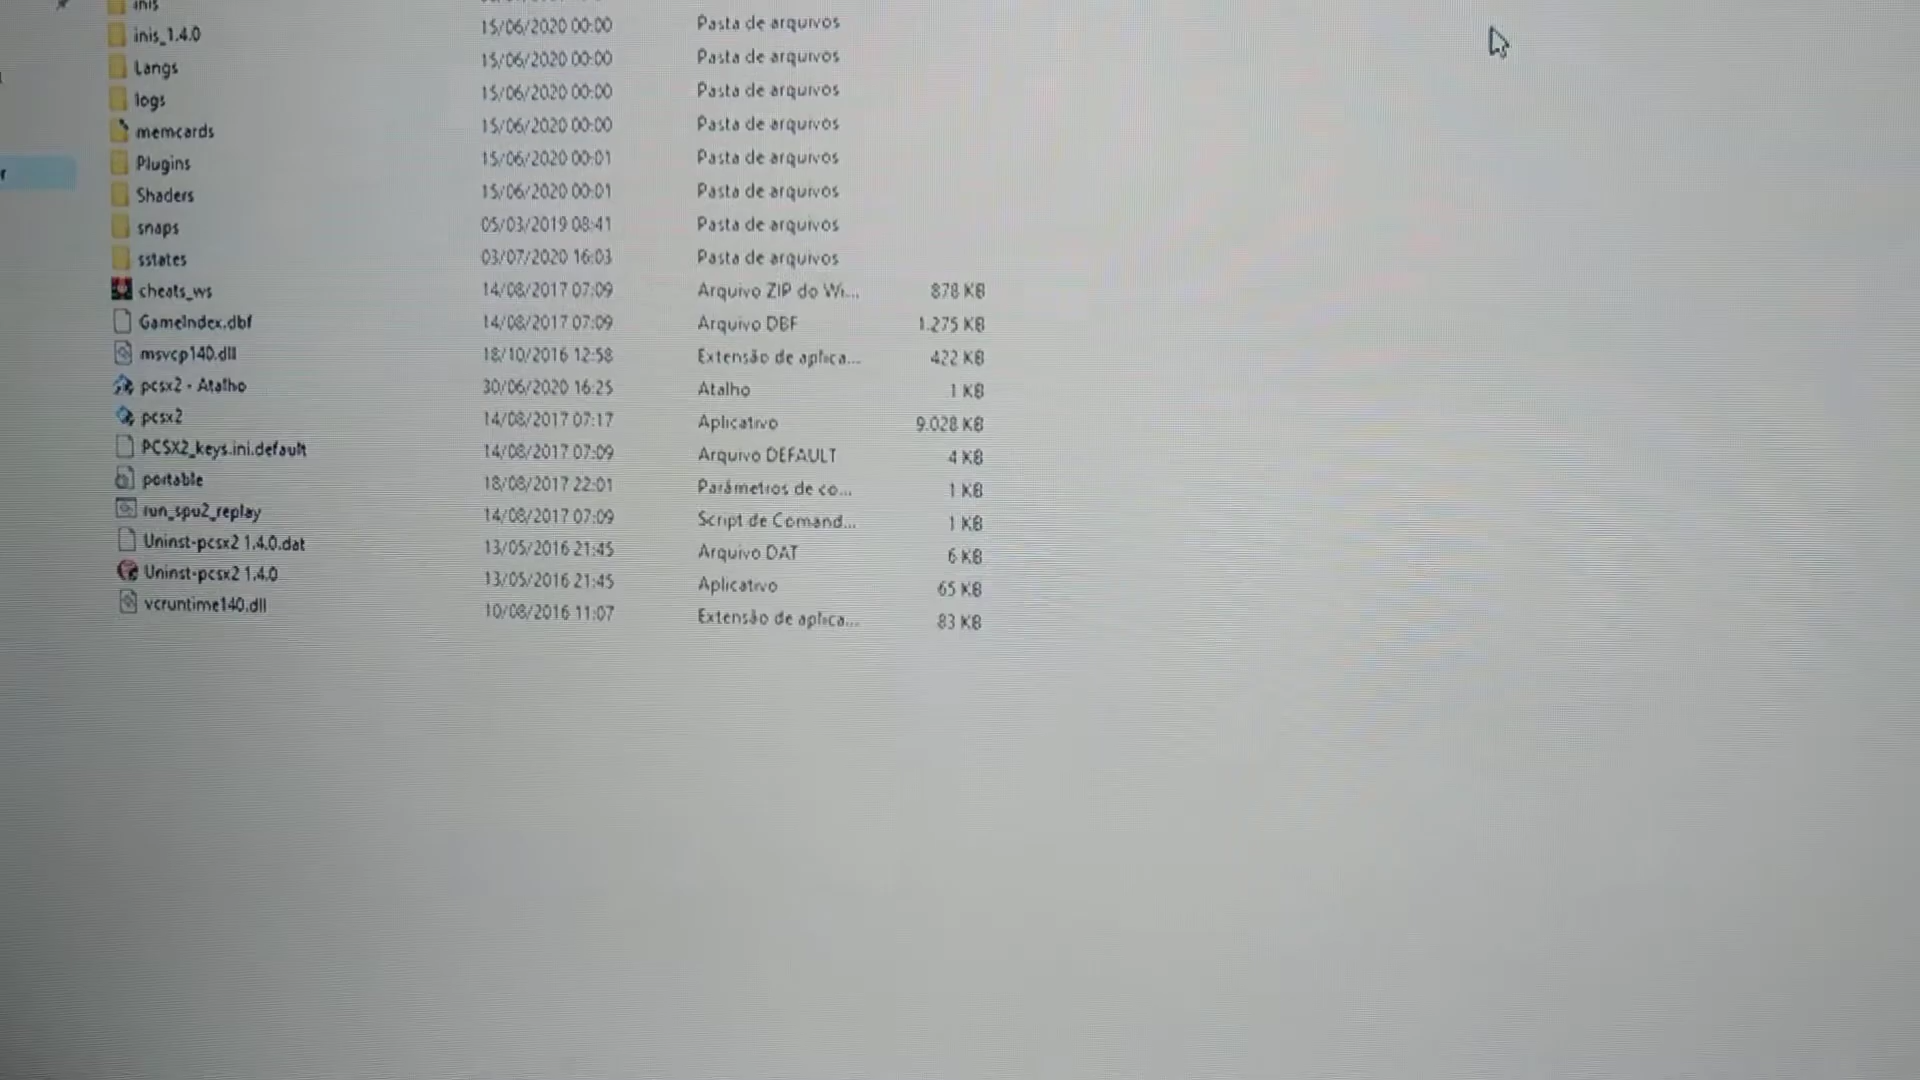 inis
inis_1.4.0 15/06/2020 00:00 Pasta de arquivos
Langs 15/06/2020 00:00 Pasta de arquivos
logs 15/06/2020 00:00 Pasta de arquivos
memcards 15/06/2020 00:00 Pasta de arquivos
Plugins 15/06/2020 00:01 Pasta de arquivos
Shaders 15/06/2020 00:01 Pasta de arquivos
snaps 05/03/2019 08:41 Pasta de arquivos
sstates 03/07/2020 16:03 Pasta de arquivos
cheats_ws 14/08/2017 07:09 Arquivo ZIP do Wi... 878 KB
GameIndex.dbf 14/08/2017 07:09 Arquivo DBF 1.275 KB
msvcp140.dll 18/10/2016 12:58 Extensão de aplica... 422 KB
pcsx2 - Atalho 30/06/2020 16:25 Atalho 1 KB
pcsx2 14/08/2017 07:17 Aplicativo 9.028 KB
PCSX2_keys.ini.default 14/08/2017 07:09 Arquivo DEFAULT 4 KB
portable 18/08/2017 22:01 Parâmetros de co... 1 KB
run_spu2_replay 14/08/2017 07:09 Script de Comand... 1 KB
Uninst-pcsx2 1.4.0.dat 13/05/2016 21:45 Arquivo DAT 6 KB
Uninst-pcsx2 1.4.0 13/05/2016 21:45 Aplicativo 65 KB
vcruntime140.dll 10/08/2016 11:07 Extensão de aplica... 83 KB